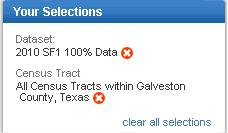 Your Selections
Dataset:
2010 SF1 100% Data
Census Tract
All Census Tracts within Galveston
County, Texas
clear all selections